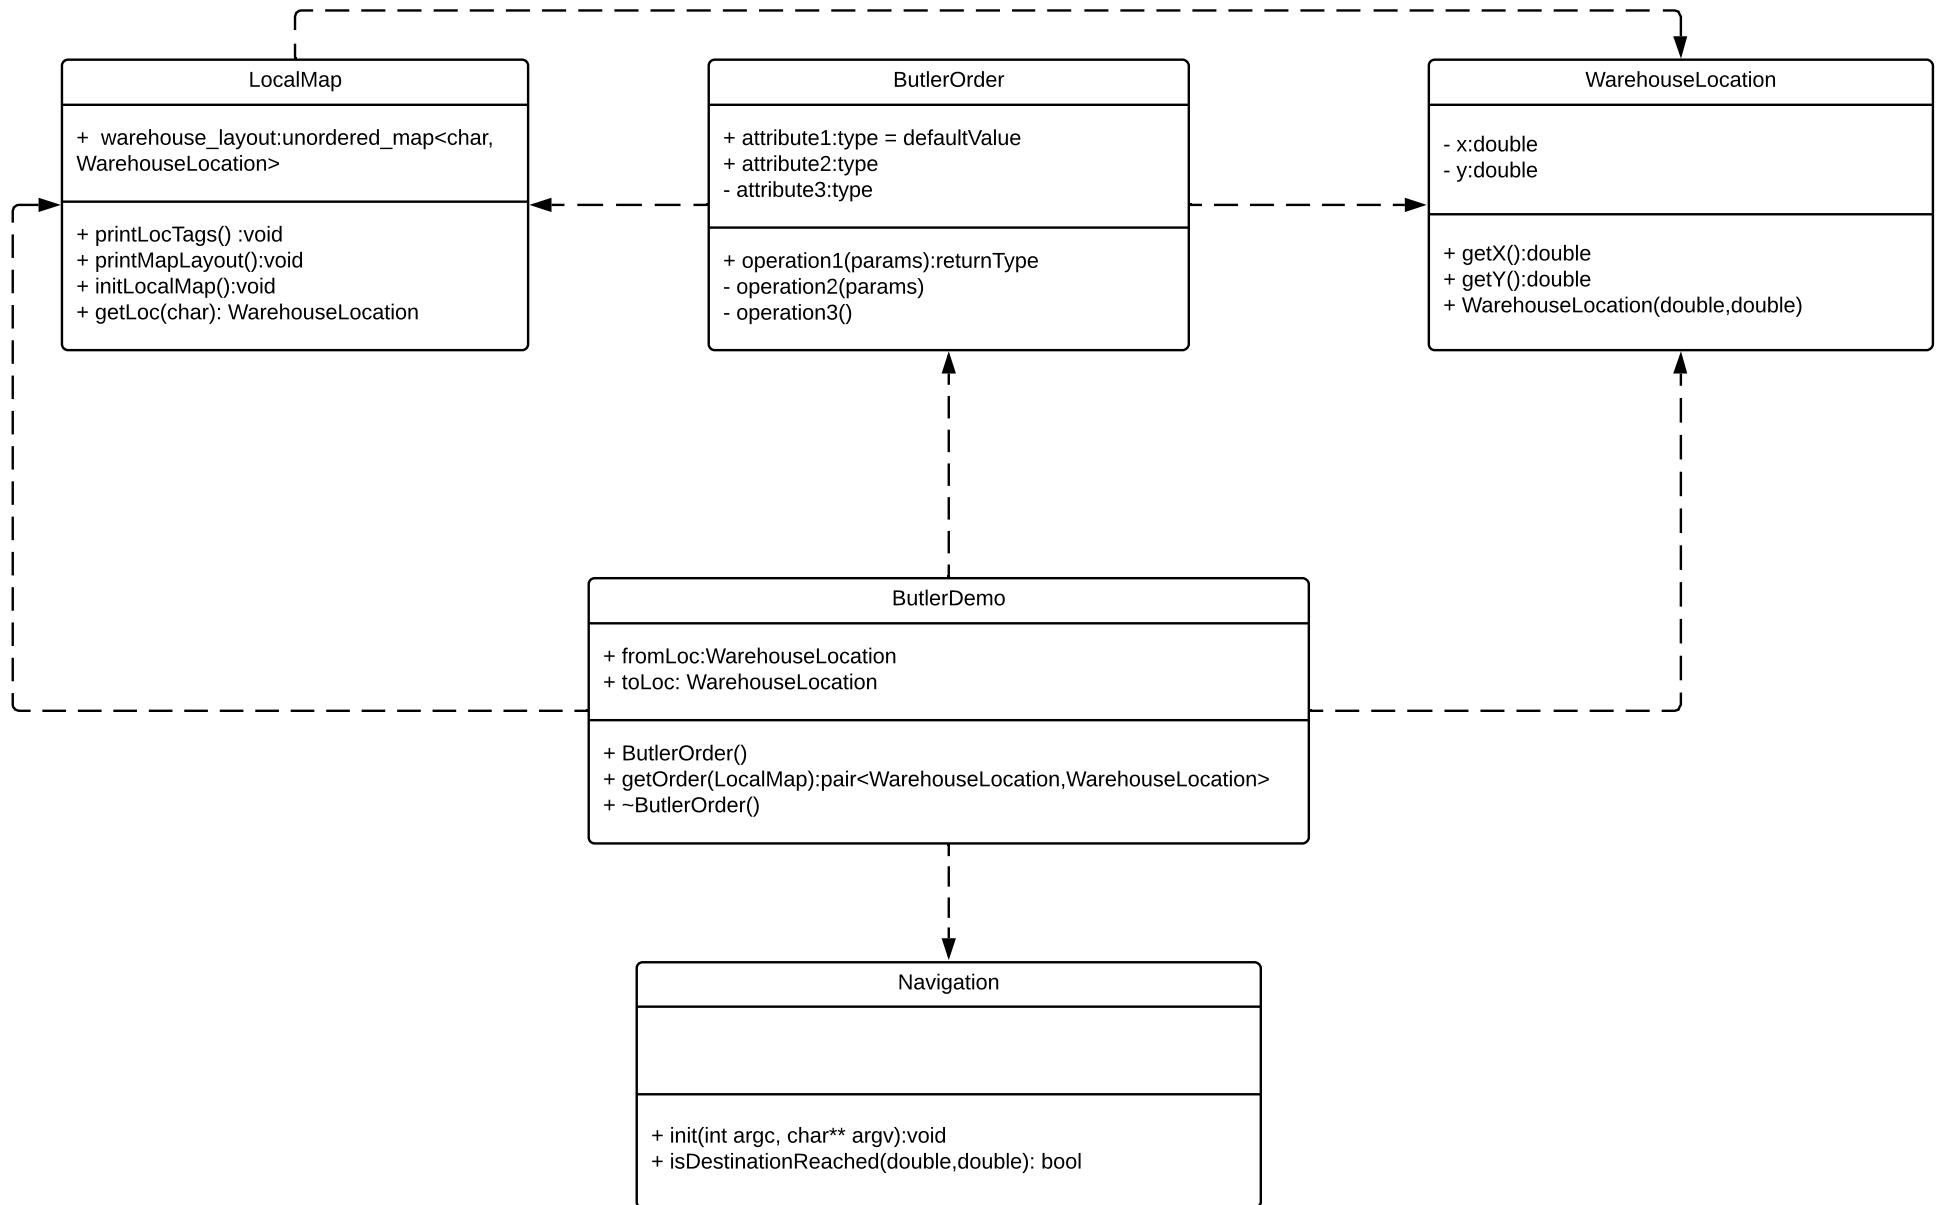 LocalMap
+  warehouse_layout:unordered_map<char,
WarehouseLocation>
+ printLocTags() :void
+ printMapLayout():void
+ initLocalMap():void
+ getLoc(char): WarehouseLocation
ButlerOrder
+ attribute1:type = defaultValue
+ attribute2:type
- attribute3:type
+ operation1(params):returnType
- operation2(params)
- operation3()
WarehouseLocation
- x:double
- y:double
+ getX():double
+ getY():double
+ WarehouseLocation(double,double)
ButlerDemo
+ fromLoc:WarehouseLocation
+ toLoc: WarehouseLocation
+ ButlerOrder()
+ getOrder(LocalMap):pair<WarehouseLocation,WarehouseLocation>
+ ~ButlerOrder()
Navigation
+ init(int argc, char** argv):void
+ isDestinationReached(double,double): bool